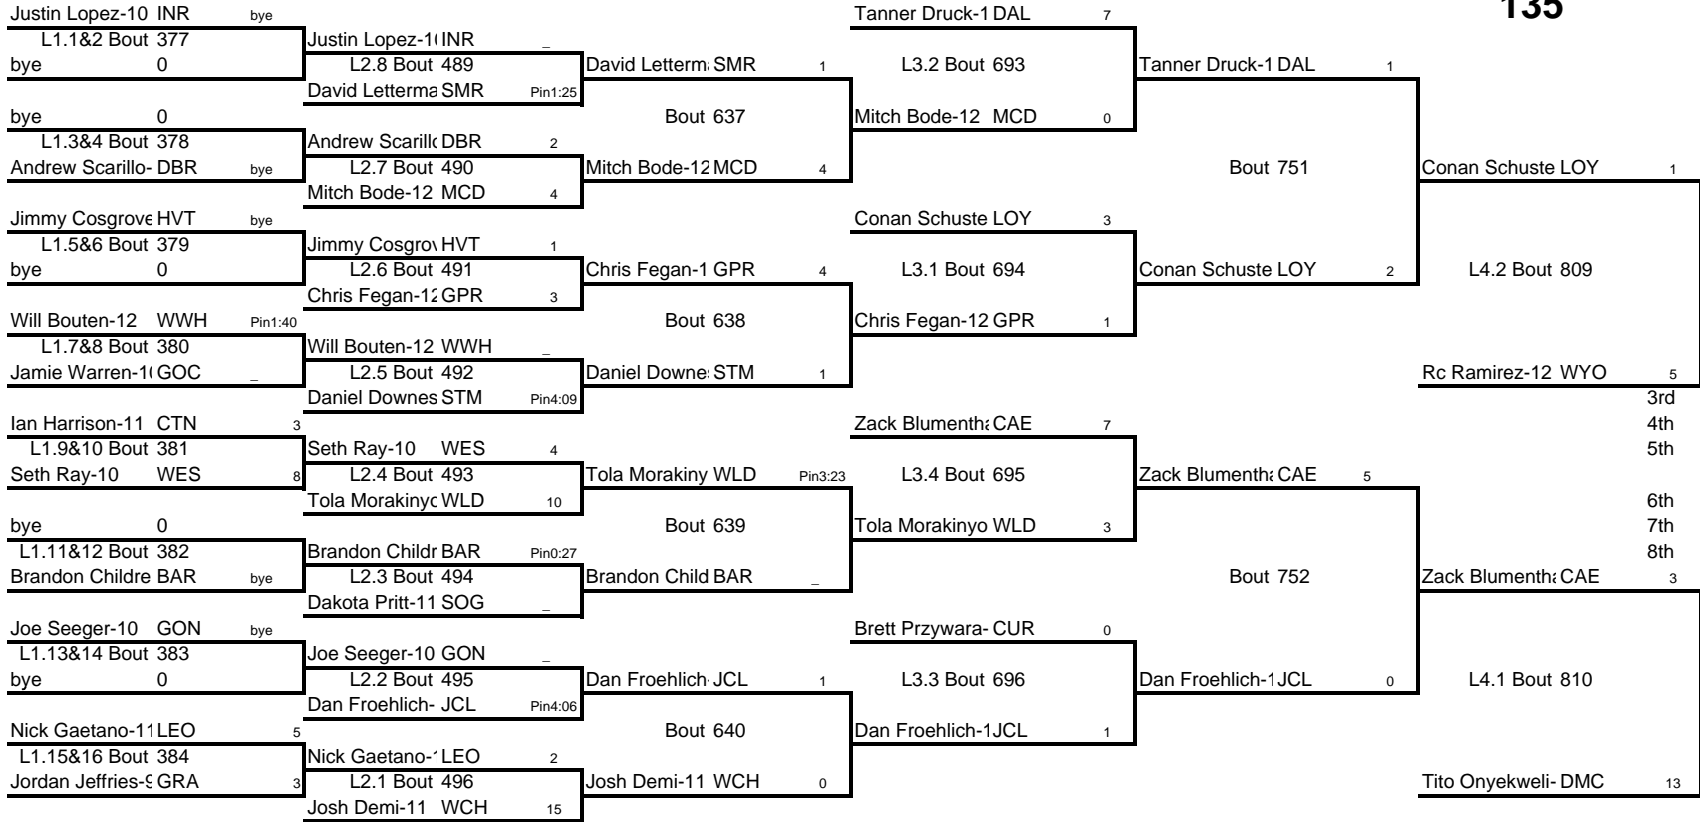 Justin Lopez-10 INR bye Tanner Druck-1 DAL 7 135
L1.1&2 Bout 377 Justin Lopez-1 INR _
bye 0 L2.8 Bout 489 David Letterm SMR 1 L3.2 Bout 693 Tanner Druck-1 DAL 1
David Letterma SMR Pin1:25
bye 0 Bout 637 Mitch Bode-12 MCD 0
L1.3&4 Bout 378 Andrew Scarill DBR 2
Andrew Scarillo- DBR bye L2.7 Bout 490 Mitch Bode-12 MCD 4 Bout 751 Conan Schuste LOY 1
Mitch Bode-12 MCD 4
Jimmy Cosgrove HVT bye Conan Schuste LOY 3
L1.5&6 Bout 379 Jimmy Cosgro HVT 1
bye 0 L2.6 Bout 491 Chris Fegan-1 GPR 4 L3.1 Bout 694 Conan Schuste LOY 2 L4.2 Bout 809
Chris Fegan-12 GPR 3
Will Bouten-12 WWH Pin1:40 Bout 638 Chris Fegan-12 GPR 1
L1.7&8 Bout 380 Will Bouten-12 WWH _
Jamie Warren-1 GOC _ L2.5 Bout 492 Daniel Downe STM 1 Rc Ramirez-12 WYO 5
Daniel Downes STM Pin4:09 3rd
Ian Harrison-11 CTN 3 Zack Blumentha CAE 7 4th
L1.9&10 Bout 381 Seth Ray-10 WES 4 5th
Seth Ray-10 WES 8 L2.4 Bout 493 Tola Morakiny WLD Pin3:23 L3.4 Bout 695 Zack Blumentha CAE 5
Tola Morakinyo WLD 10 6th
bye 0 Bout 639 Tola Morakinyo WLD 3 7th
L1.11&12 Bout 382 Brandon Childr BAR Pin0:27 8th
Brandon Childre BAR bye L2.3 Bout 494 Brandon Child BAR _ Bout 752 Zack Blumentha CAE 3
Dakota Pritt-11 SOG _
Joe Seeger-10 GON bye Brett Przywara- CUR 0
L1.13&14 Bout 383 Joe Seeger-10 GON _
bye 0 L2.2 Bout 495 Dan Froehlich- JCL 1 L3.3 Bout 696 Dan Froehlich-1 JCL 0 L4.1 Bout 810
Dan Froehlich- JCL Pin4:06
Nick Gaetano-11 LEO 5 Bout 640 Dan Froehlich-1 JCL 1
L1.15&16 Bout 384 Nick Gaetano-1 LEO 2
Jordan Jeffries-9 GRA 3 L2.1 Bout 496 Josh Demi-11 WCH 0 Tito Onyekweli- DMC 13
Josh Demi-11 WCH 15